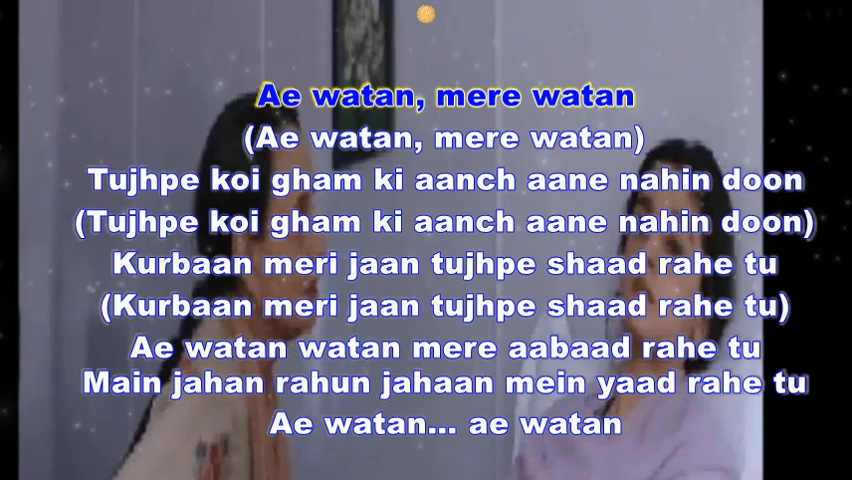 Ae watan, mere watan
(Ae watan, mere watan)
Tujhpe koi gham ki aanch aane nahin doon
(Tujhpe koi gham ki aanch aane nahin doon)
Kurbaan meri jaan tujhpe shaad rahe tu
(Kurbaan meri jaan tujhpe shaad rahe tu)
Ae watan watan mere aabaad rahe tu
Main jahan rahun jahaan mein yaad rahe tu
Ae watan... ae watan